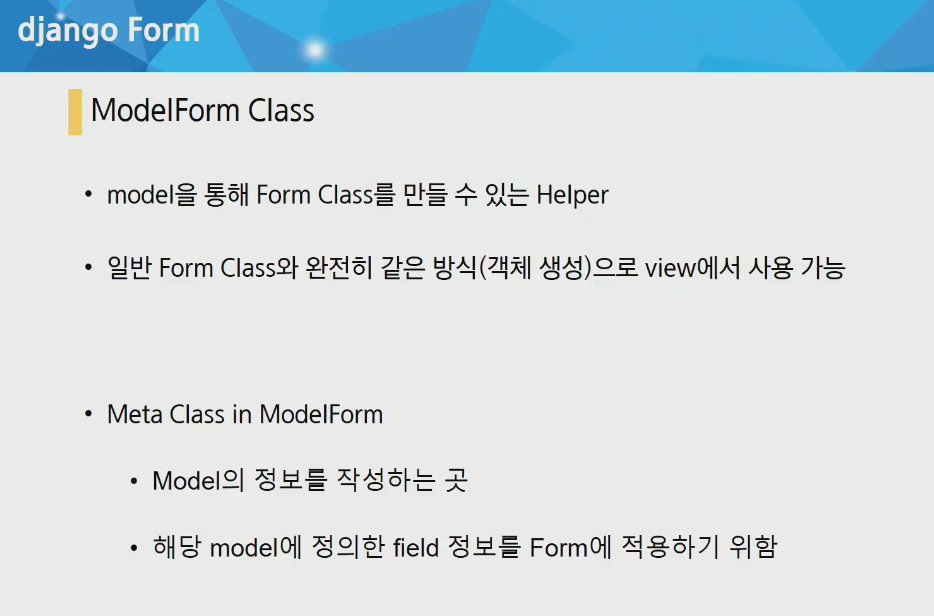 django Form
ModelForm Class
• model을 통해 Form Class를 만들 수 있는 Helper
• 일반 Form Class와 완전히 같은 방식(객체 생성)으로 view에서 사용 가능
• Meta Class in ModelForm
• Model의 정보를 작성하는 곳
• 해당 model에 정의한 field 정보를 Form에 적용하기 위함